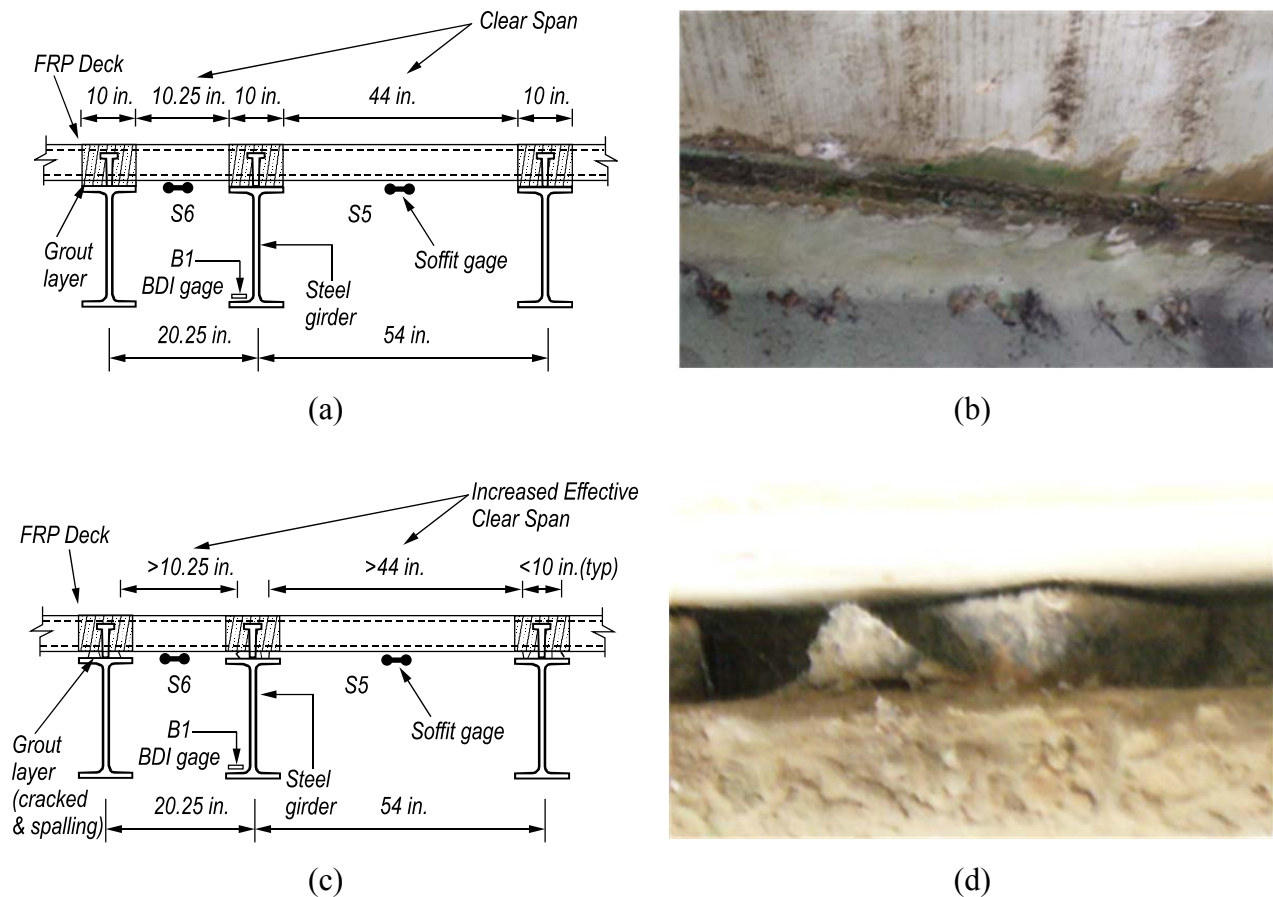 Clear Span
FRP Deck
10 in. 10.25 in. 10 in. 44 in. 10 in.
S6 S5
Grout
layer
B1
BDI gage
Steel
girder
Soffit gage
20.25 in. 54 in.
(a)
(b)
Increased Effective
Clear Span
FRP Deck
>10.25 in. >44 in. <10 in.(typ)
S6 S5
Grout
layer
(cracked
& spalling)
B1
BDI gage
Steel
girder
Soffit gage
20.25 in. 54 in.
(c)
(d)